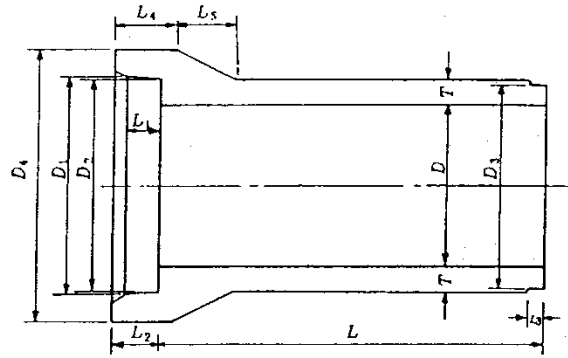 L₄ L₅
T
L₁
D₄ D₁ D₂ D D₃
T
L₂ L L₃